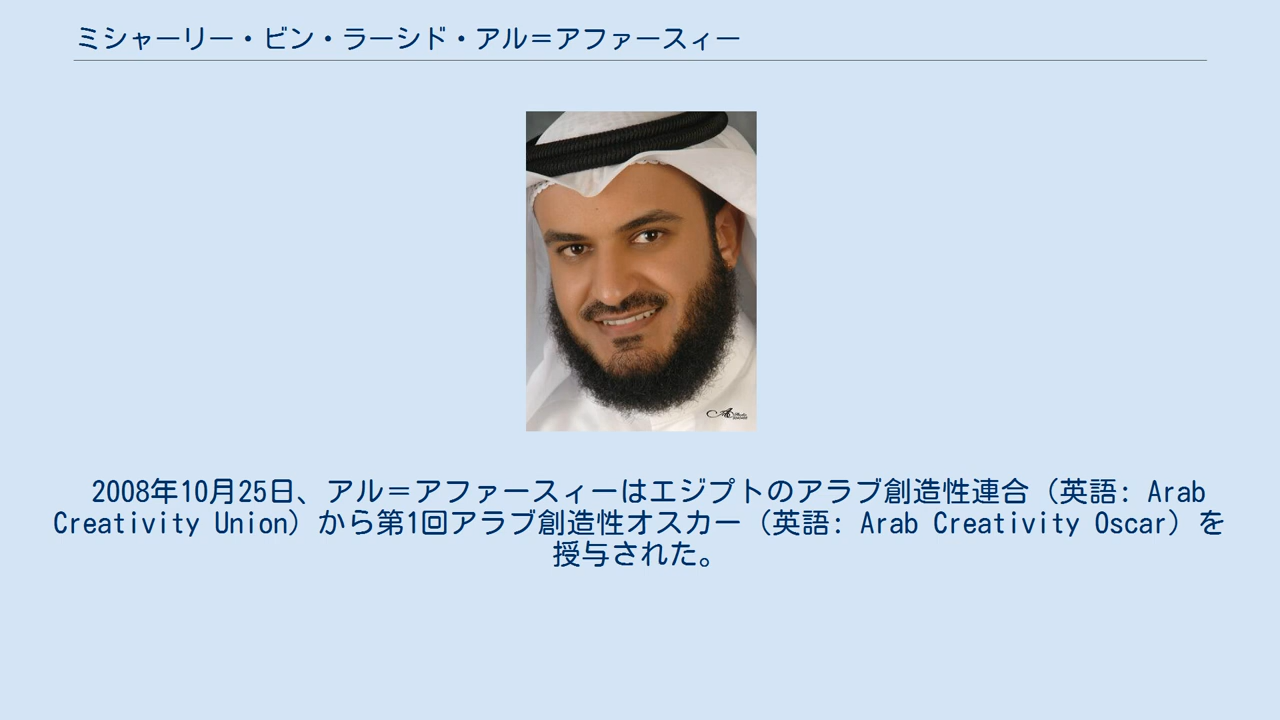 ミシャーリー・ビン・ラーシド・アル＝アファースィー
2008年10月25日、アル＝アファースィーはエジプトのアラブ創造性連合（英語: Arab
Creativity Union）から第1回アラブ創造性オスカー（英語: Arab Creativity Oscar）を
授与された。